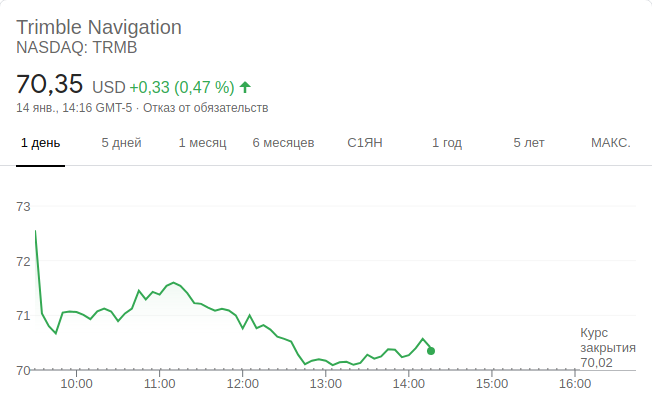 Trimble Navigation
NASDAQ: TRMB
70,35 USD +0,33 (0,47 %)
14 янв., 14:16 GMT-5 · Отказ от обязательств
1 день 5 дней 1 месяц 6 месяцев С1ЯН 1 год 5 лет МАКС.
73
72
71
Курс
закрытия
70,02
70
10:00 11:00 12:00 13:00 14:00 15:00 16:00